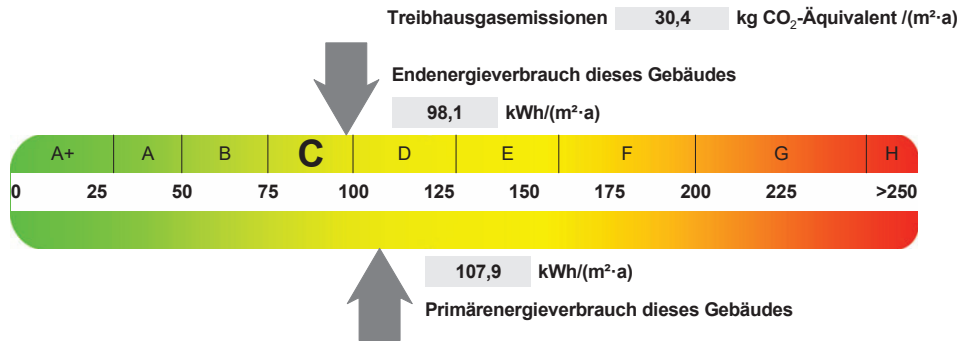 Treibhausgasemissionen 30,4 kg CO₂-Äquivalent /(m²·a)
Endenergieverbrauch dieses Gebäudes
98,1 kWh/(m²·a)
A+ A B C D E F G H
0 25 50 75 100 125 150 175 200 225 >250
107,9 kWh/(m²·a)
Primärenergieverbrauch dieses Gebäudes